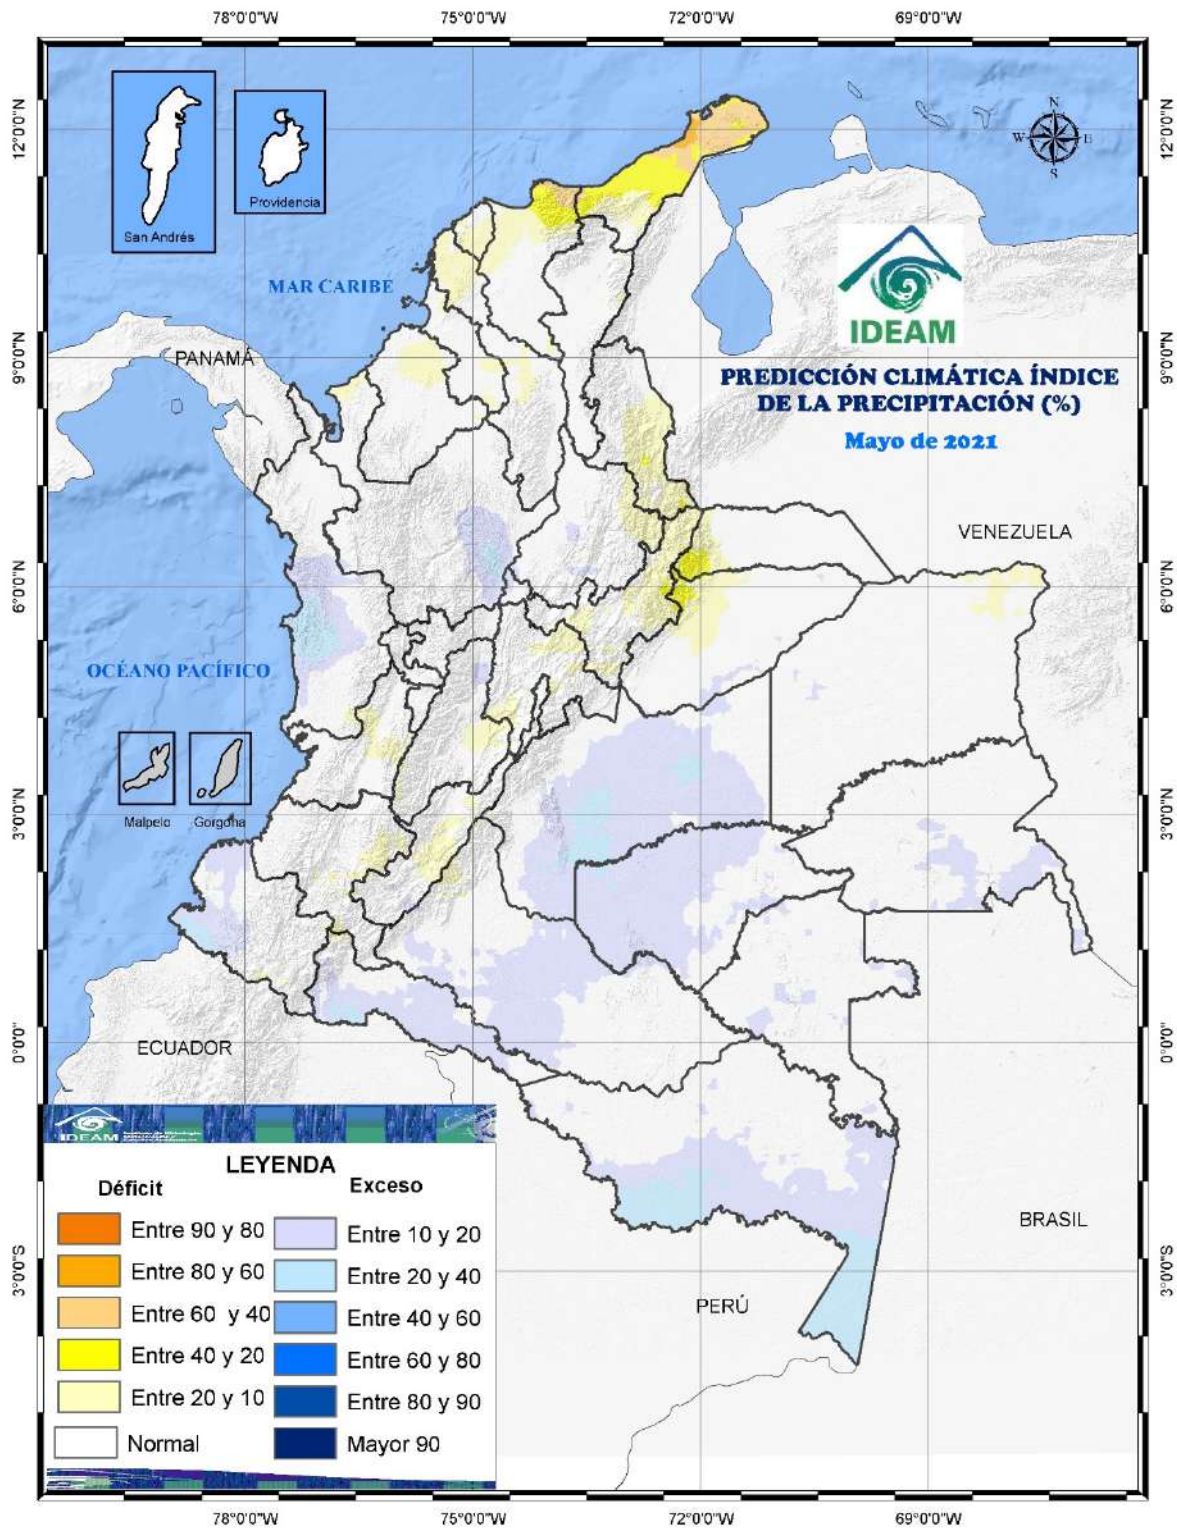 78°0'0"W 75°0'0"W 72°0'0"W 69°0'0"W
12°0'0"N
12°0'0"N
N
W E
S
San Andrés
Providencia
MAR CARIBE
IDEAM
9°0'0"N
9°0'0"N
PANAMÁ
PREDICCIÓN CLIMÁTICA ÍNDICE
DE LA PRECIPITACIÓN (%)
Mayo de 2021
VENEZUELA
6°0'0"N
6°0'0"N
OCÉANO PACÍFICO
3°0'0"N
3°0'0"N
Malpelo
Gorgona
0°0'0"
0°0'0"
ECUADOR
IDEAM
LEYENDA
Déficit
Exceso
Entre 90 y 80
Entre 10 y 20
Entre 80 y 60
Entre 20 y 40
Entre 60 y 40
Entre 40 y 60
Entre 40 y 20
Entre 60 y 80
Entre 20 y 10
Entre 80 y 90
Normal
Mayor 90
BRASIL
3°0'0"S
3°0'0"S
PERÚ
78°0'0"W 75°0'0"W 72°0'0"W 69°0'0"W